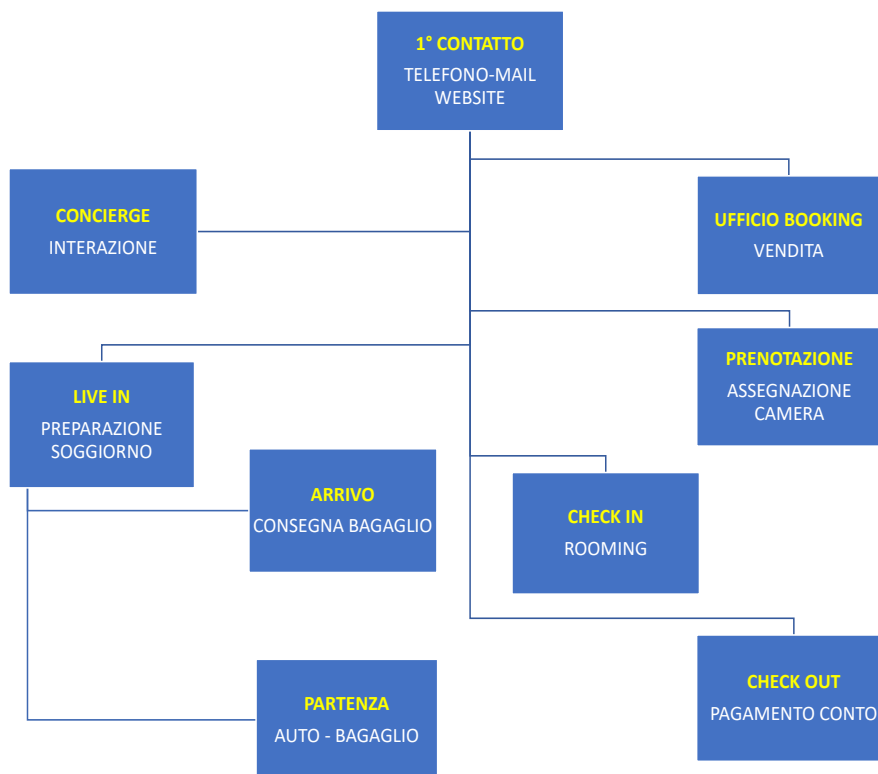 1° CONTATTO
TELEFONO-MAIL
WEBSITE
CONCIERGE
INTERAZIONE
UFFICIO BOOKING
VENDITA
LIVE IN
PREPARAZIONE
SOGGIORNO
PRENOTAZIONE
ASSEGNAZIONE
CAMERA
ARRIVO
CONSEGNA BAGAGLIO
CHECK IN
ROOMING
PARTENZA
AUTO - BAGAGLIO
CHECK OUT
PAGAMENTO CONTO